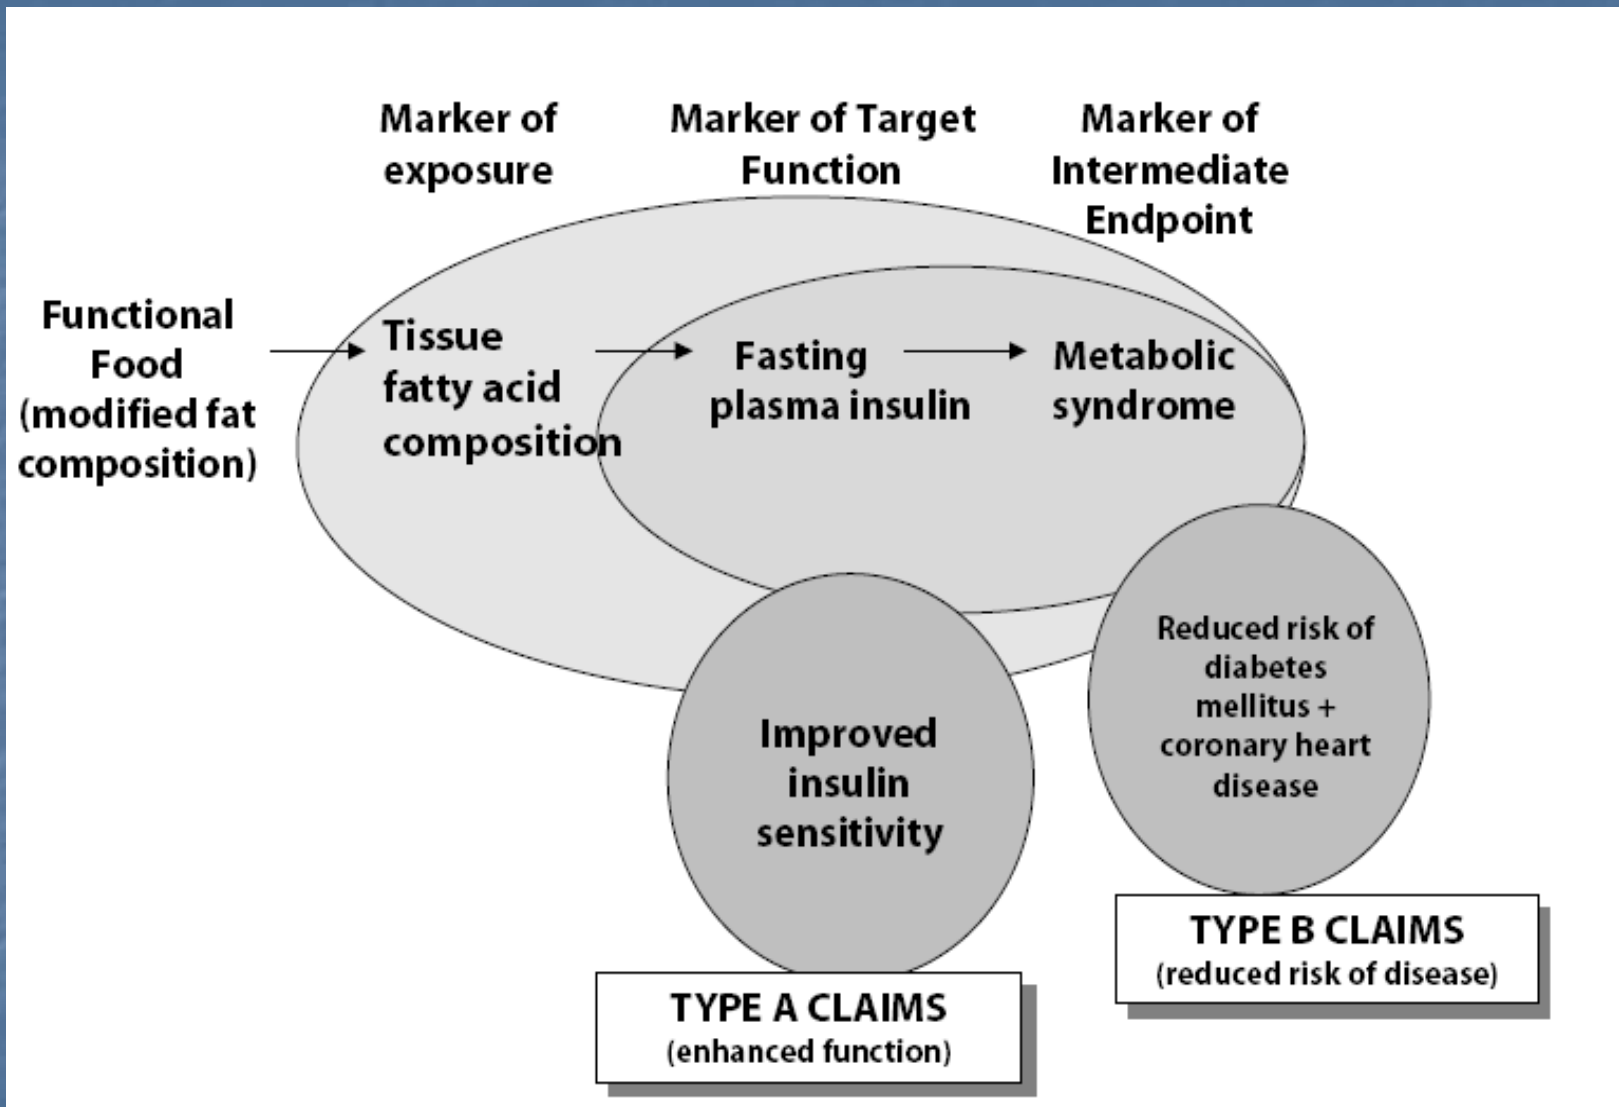 Marker of
exposure
Marker of Target
Function
Marker of
Intermediate
Endpoint
Functional
Food
(modified fat
composition)
Tissue
fatty acid
composition
Fasting
plasma insulin
Metabolic
syndrome
Improved
insulin
sensitivity
Reduced risk of
diabetes
mellitus +
coronary heart
disease
TYPE A CLAIMS
(enhanced function)
TYPE B CLAIMS
(reduced risk of disease)